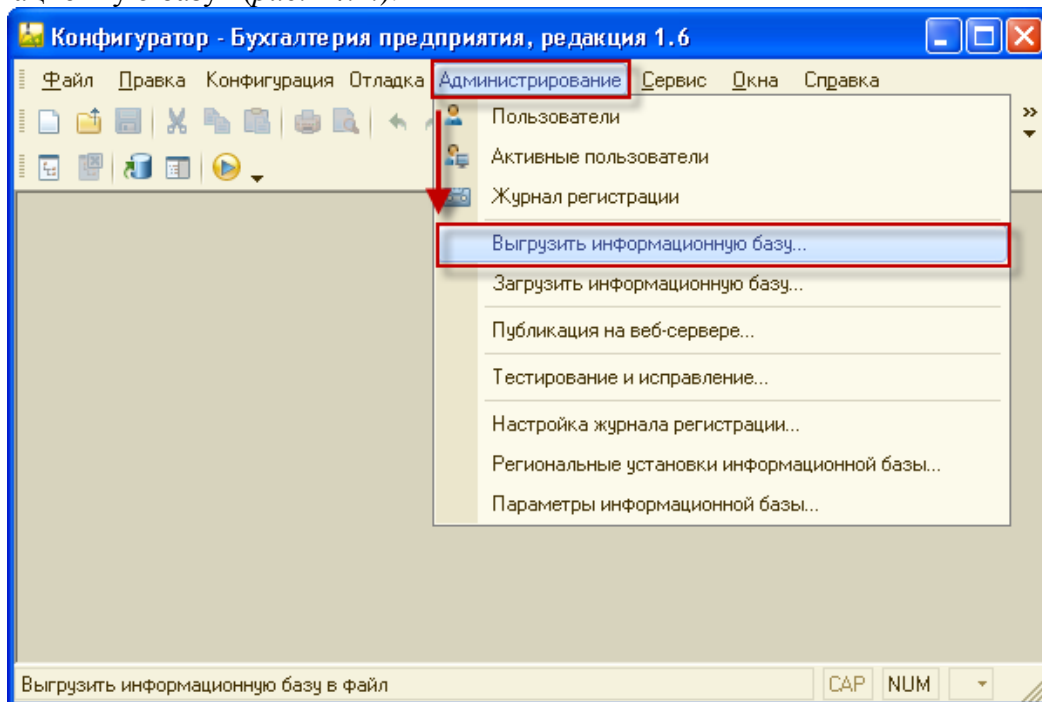 Конфигуратор - Бухгалтерия предприятия, редакция 1.6
Файл Правка Конфигурация Отладка Администрирование Сервис Окна Справка
Пользователи
Активные пользователи
Журнал регистрации
Выгрузить информационную базу...
Загрузить информационную базу...
Публикация на веб-сервере...
Тестирование и исправление...
Настройка журнала регистрации...
Региональные установки информационной базы...
Параметры информационной базы...
Выгрузить информационную базу в файл CAP NUM